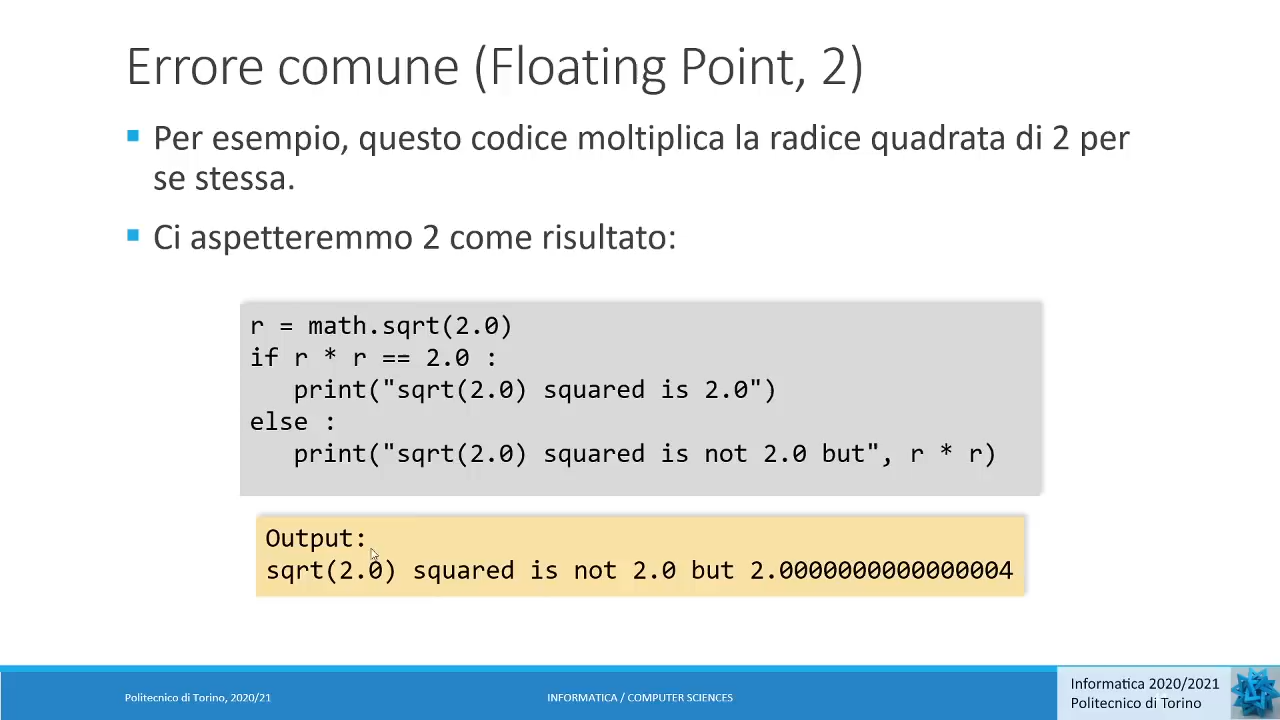 Errore comune (Floating Point, 2)
Per esempio, questo codice moltiplica la radice quadrata di 2 per
se stessa.
Ci aspetteremmo 2 come risultato:
r = math.sqrt(2.0)
if r * r == 2.0 :
   print("sqrt(2.0) squared is 2.0")
else :
   print("sqrt(2.0) squared is not 2.0 but", r * r)
Output:
sqrt(2.0) squared is not 2.0 but 2.0000000000000004
Politecnico di Torino, 2020/21
INFORMATICA / COMPUTER SCIENCES
Informatica 2020/2021
Politecnico di Torino